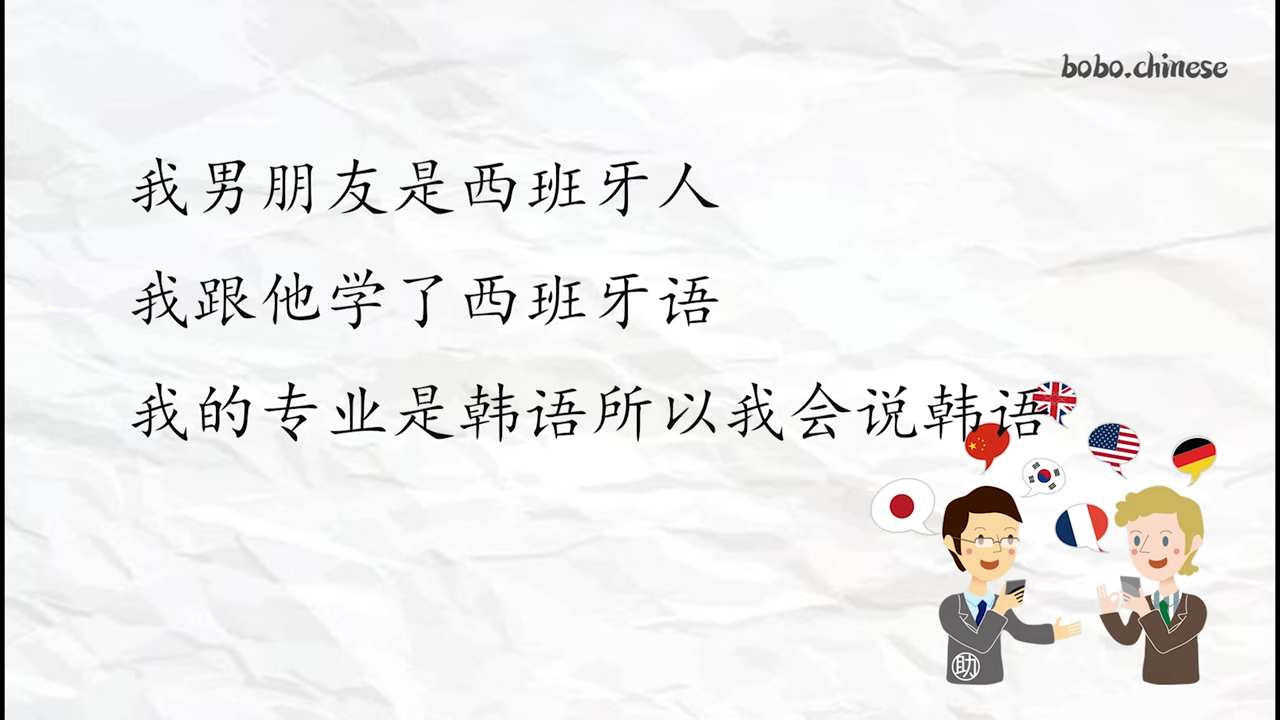 bobo.chinese
我男朋友是西班牙人
我跟他学了西班牙语
我的专业是韩语所以我会说韩语
助